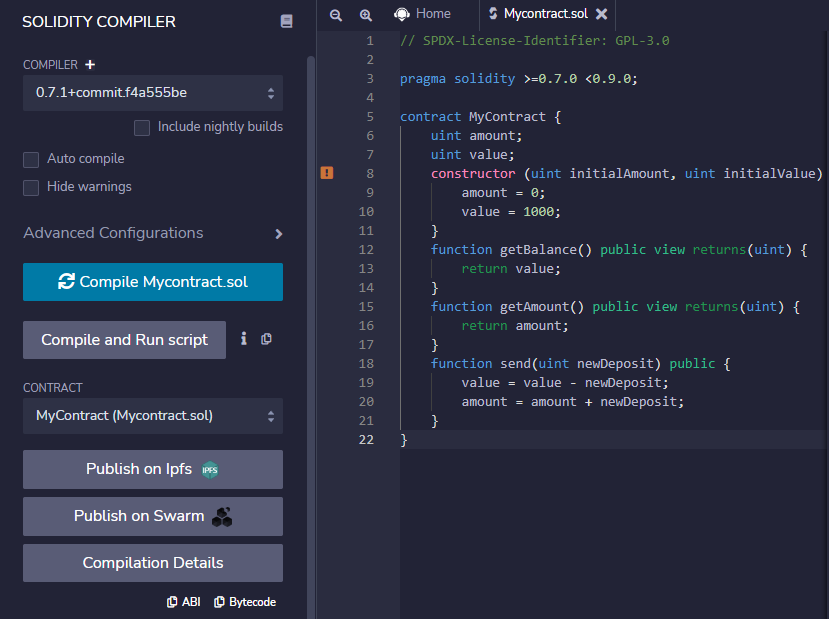 SOLIDITY COMPILER
COMPILER +
0.7.1+commit.f4a555be
Include nightly builds
Auto compile
Hide warnings
Advanced Configurations
Compile Mycontract.sol
Compile and Run script
i
CONTRACT
MyContract (Mycontract.sol)
Publish on Ipfs IPFS
Publish on Swarm
Compilation Details
ABI Bytecode
Home Mycontract.sol
1 // SPDX-License-Identifier: GPL-3.0
2
3 pragma solidity >=0.7.0 <0.9.0;
4
5 contract MyContract {
6 uint amount;
7 uint value;
! 8 constructor (uint initialAmount, uint initialValue)
9 amount = 0;
10 value = 1000;
11 }
12 function getBalance() public view returns(uint) {
13 return value;
14 }
15 function getAmount() public view returns(uint) {
16 return amount;
17 }
18 function send(uint newDeposit) public {
19 value = value - newDeposit;
20 amount = amount + newDeposit;
21 }
22 }